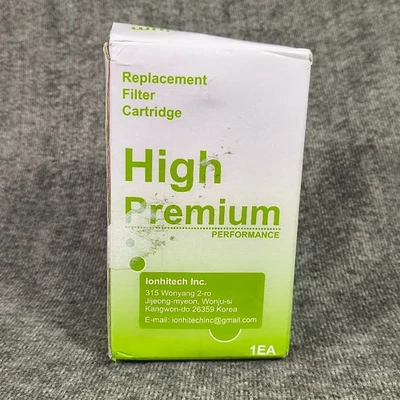 Replacement
Filter
Cartridge
High
Premium
PERFORMANCE
Ionhitech Inc.
315 Wonyang 2-ro
Jijeong-myeon, Wonju-si
Kangwon-do 26359 Korea
E-mail: ionhitechinc@gmail.com
1EA